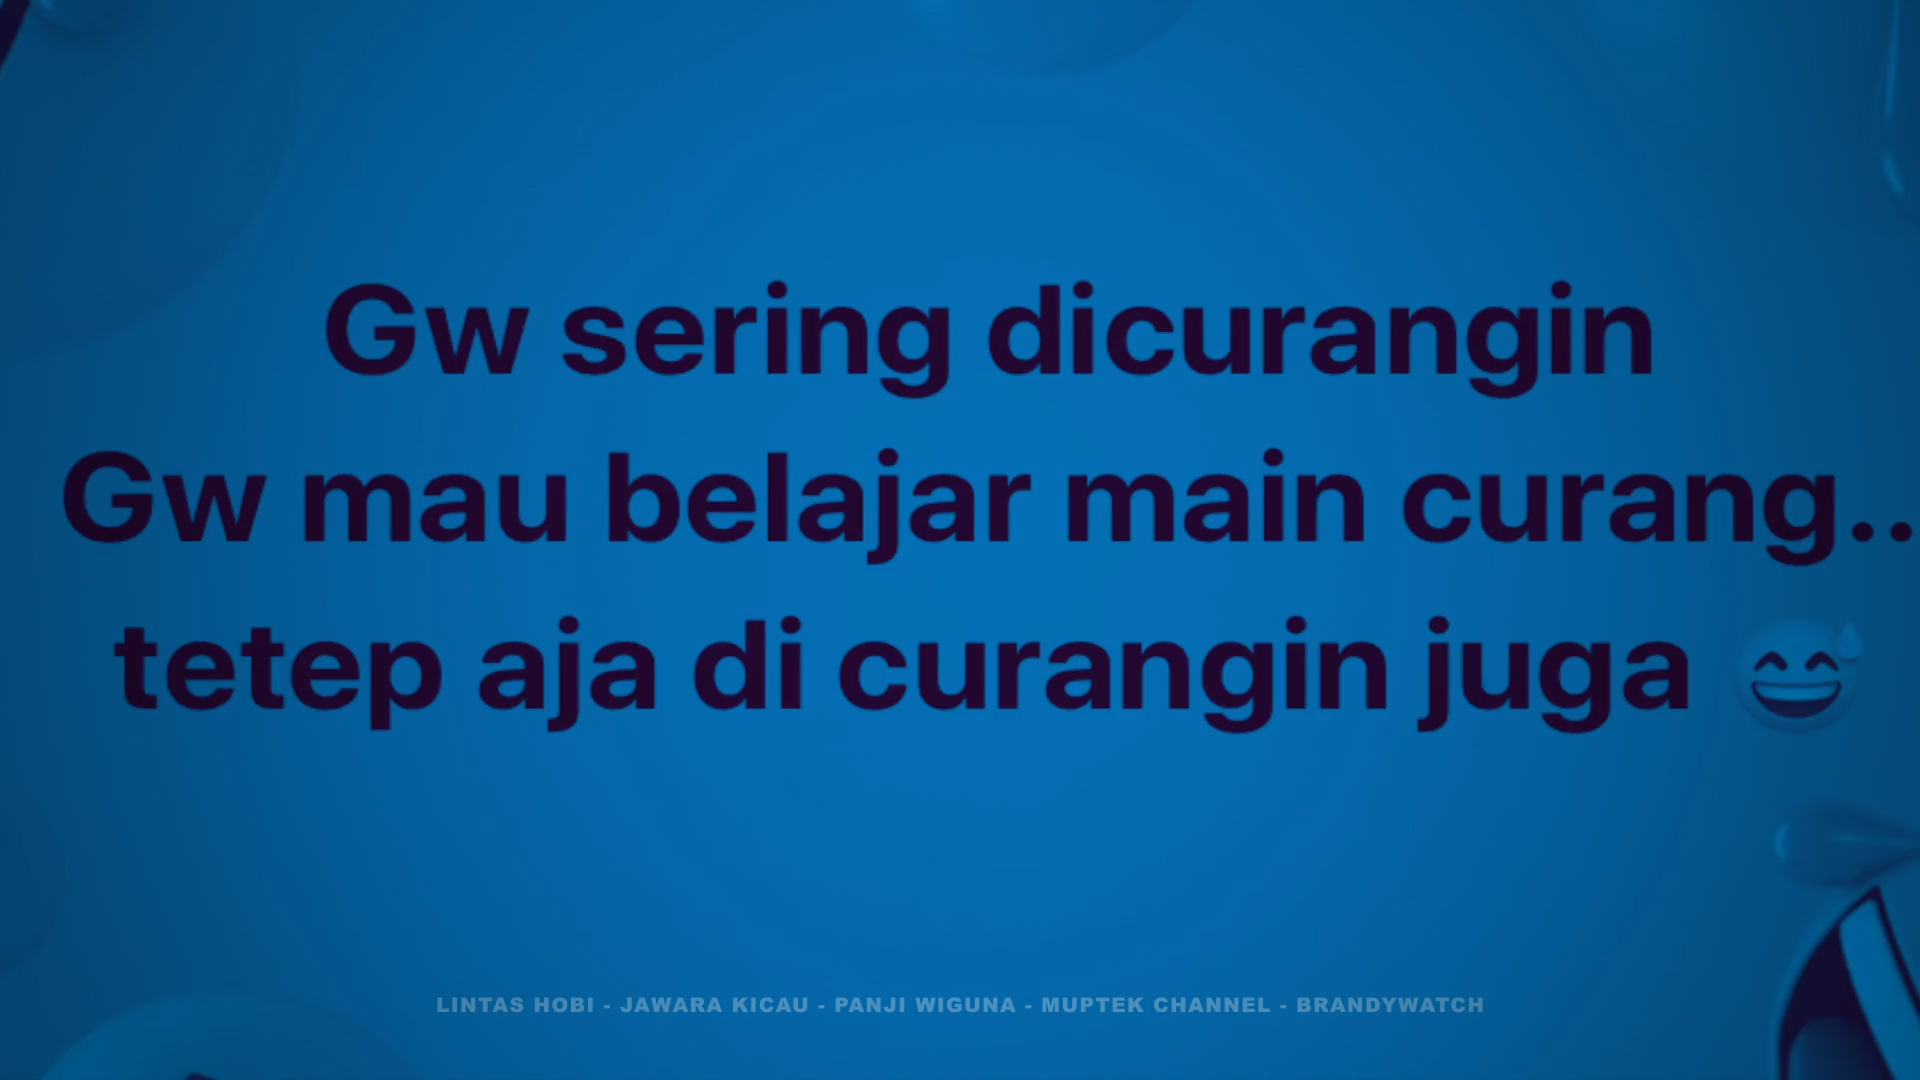 Gw sering dicurangin
Gw mau belajar main curang..
tetep aja di curangin juga 😅
LINTAS HOBI - JAWARA KICAU - PANJI WIGUNA - MUPTEK CHANNEL - BRANDYWATCH